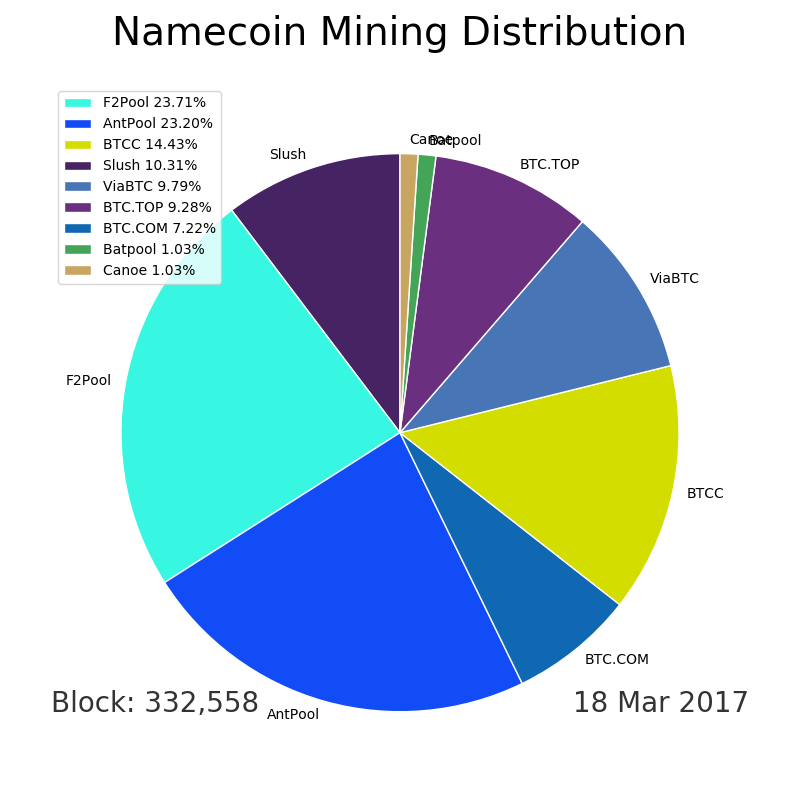 Namecoin Mining Distribution
F2Pool 23.71%
AntPool 23.20%
BTCC 14.43%
Slush 10.31%
ViaBTC 9.79%
BTC.TOP 9.28%
BTC.COM 7.22%
Batpool 1.03%
Canoe 1.03%
Canoe
Batpool
Slush
BTC.TOP
ViaBTC
F2Pool
BTCC
BTC.COM
AntPool
Block: 332,558
18 Mar 2017